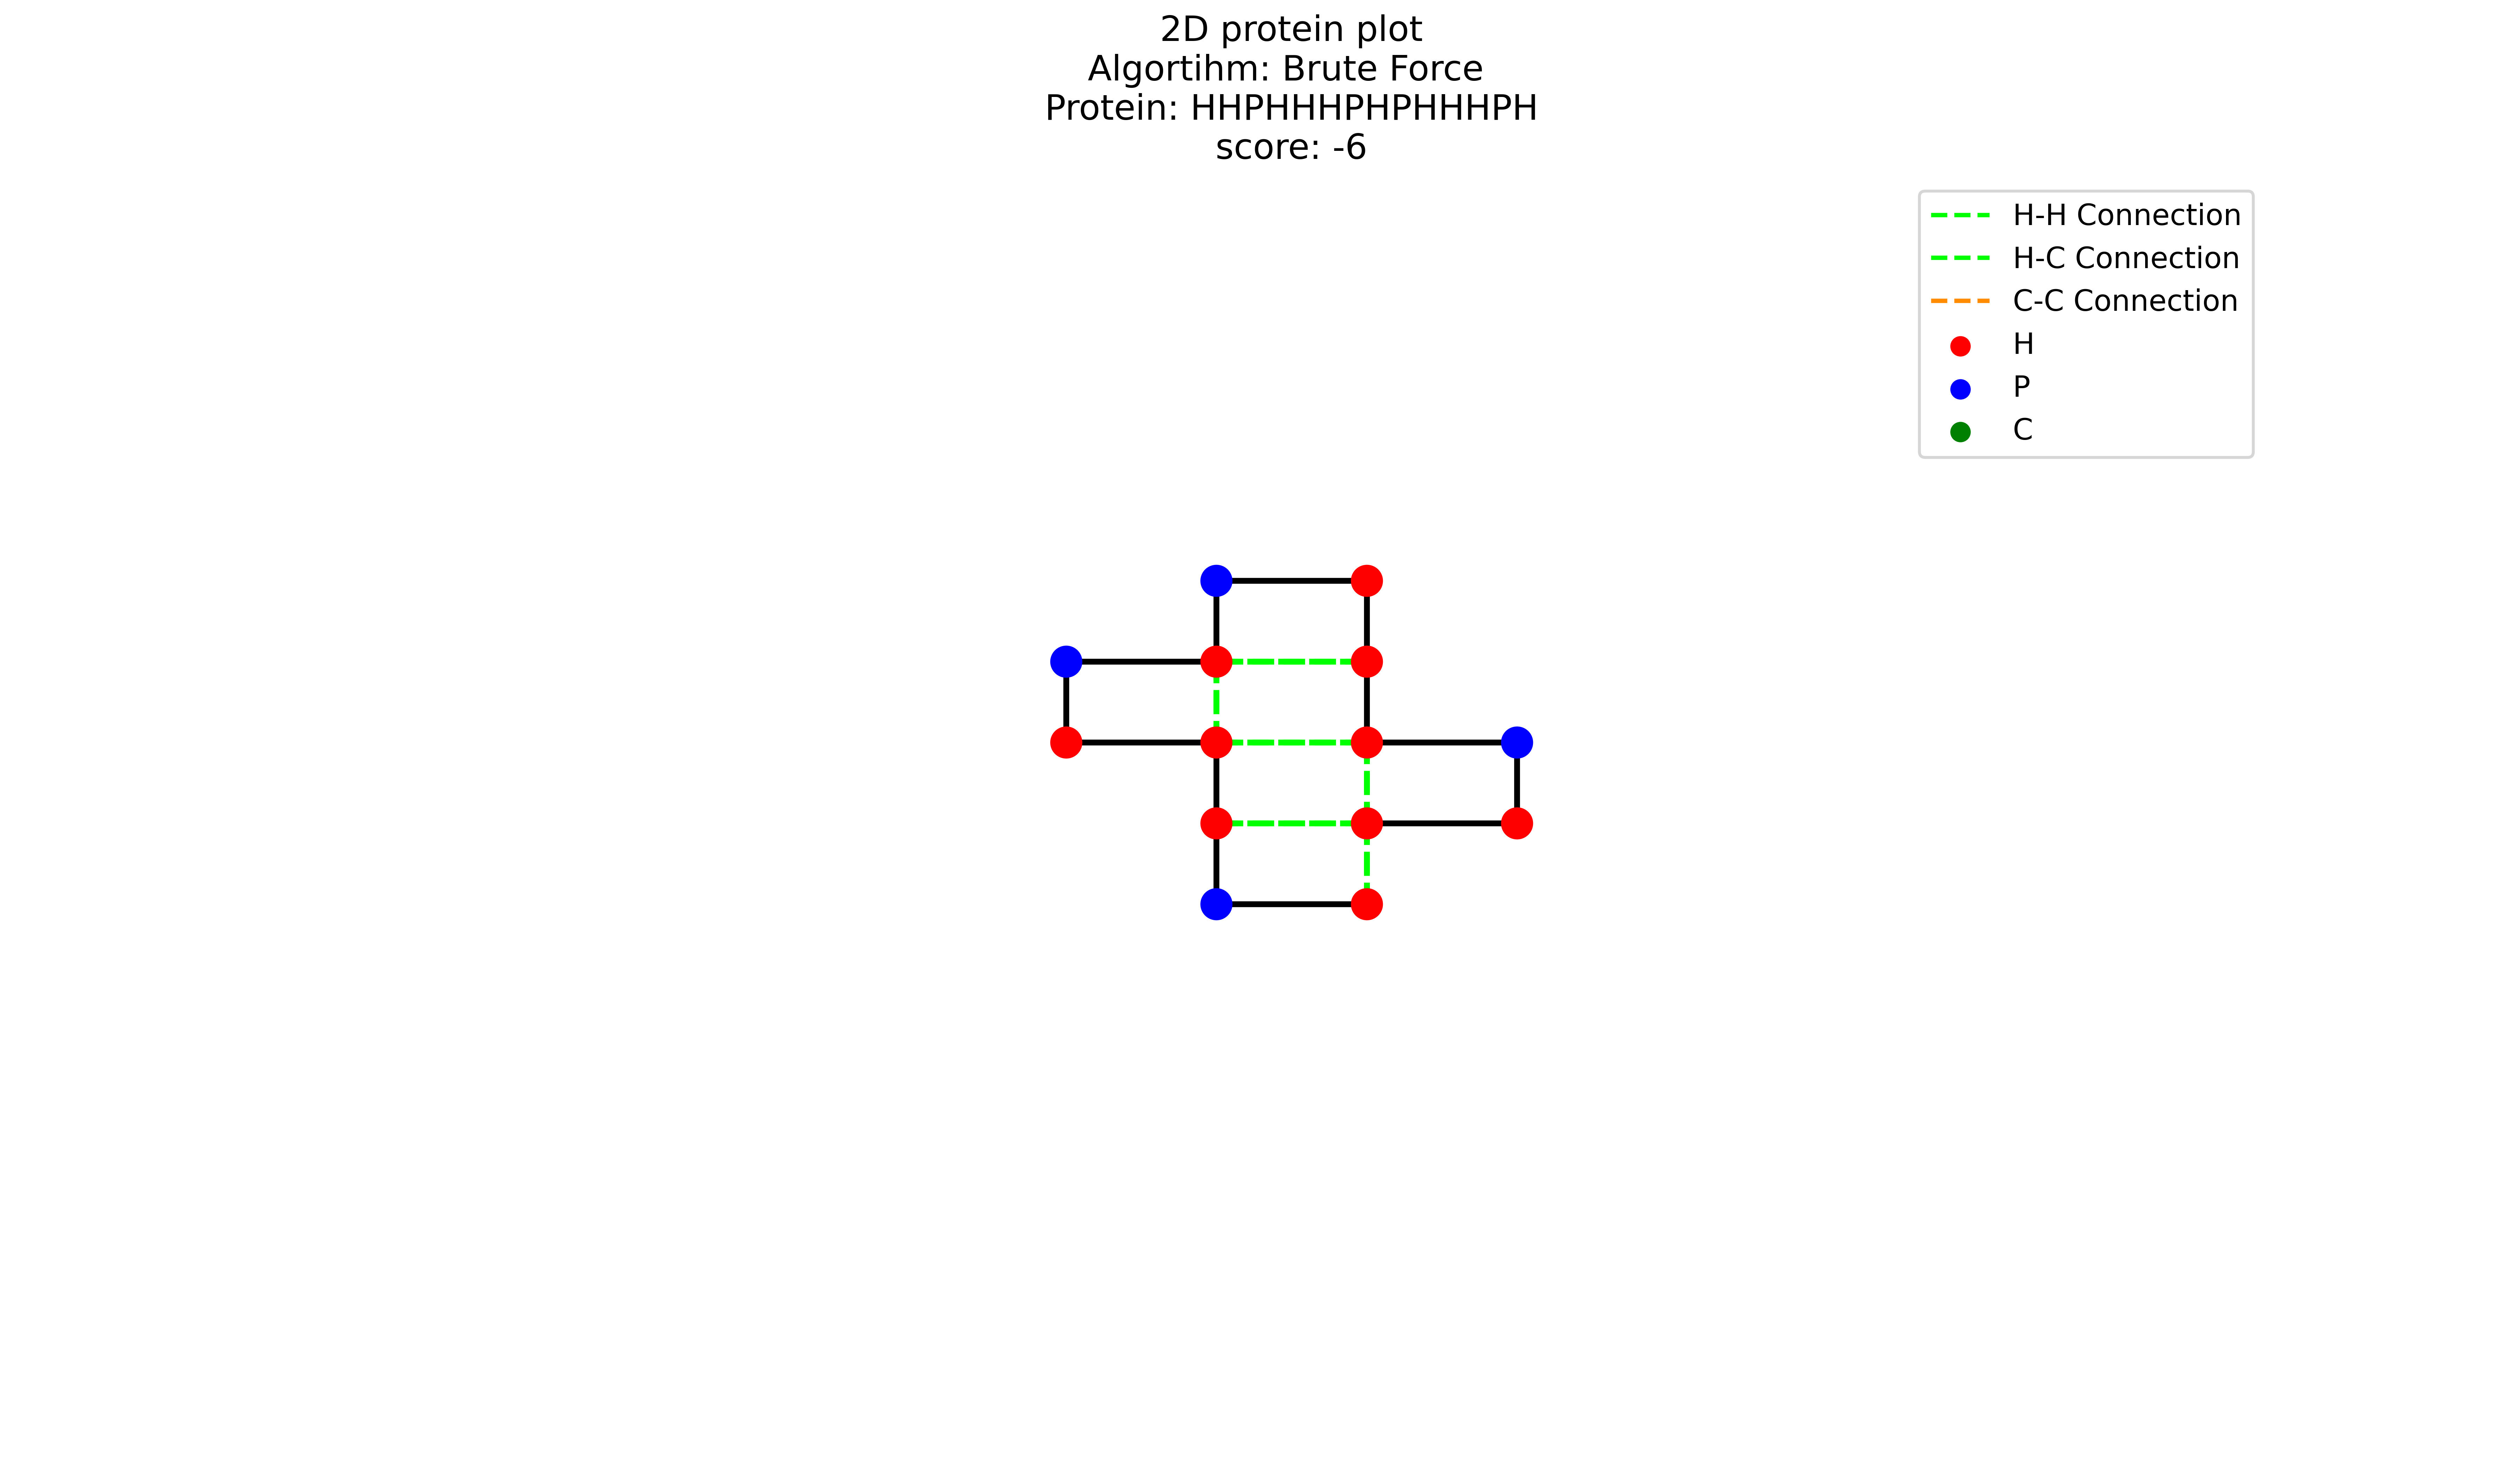 2D protein plot
Algortihm: Brute Force
Protein: HHPHHHPHPHHHPH
score: -6
H-H Connection
H-C Connection
C-C Connection
H
P
C